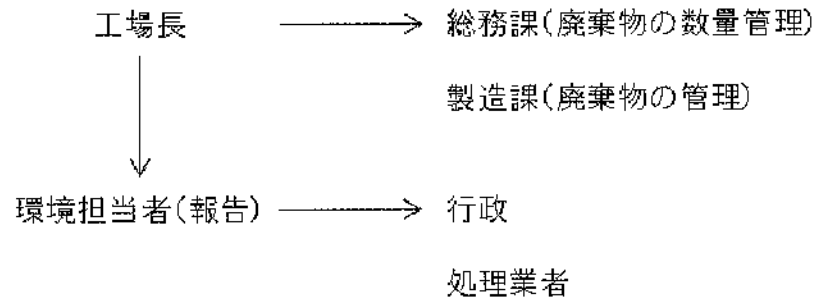 工場長
総務課(廃棄物の数量管理)
製造課(廃棄物の管理)
環境担当者(報告)
行政
処理業者